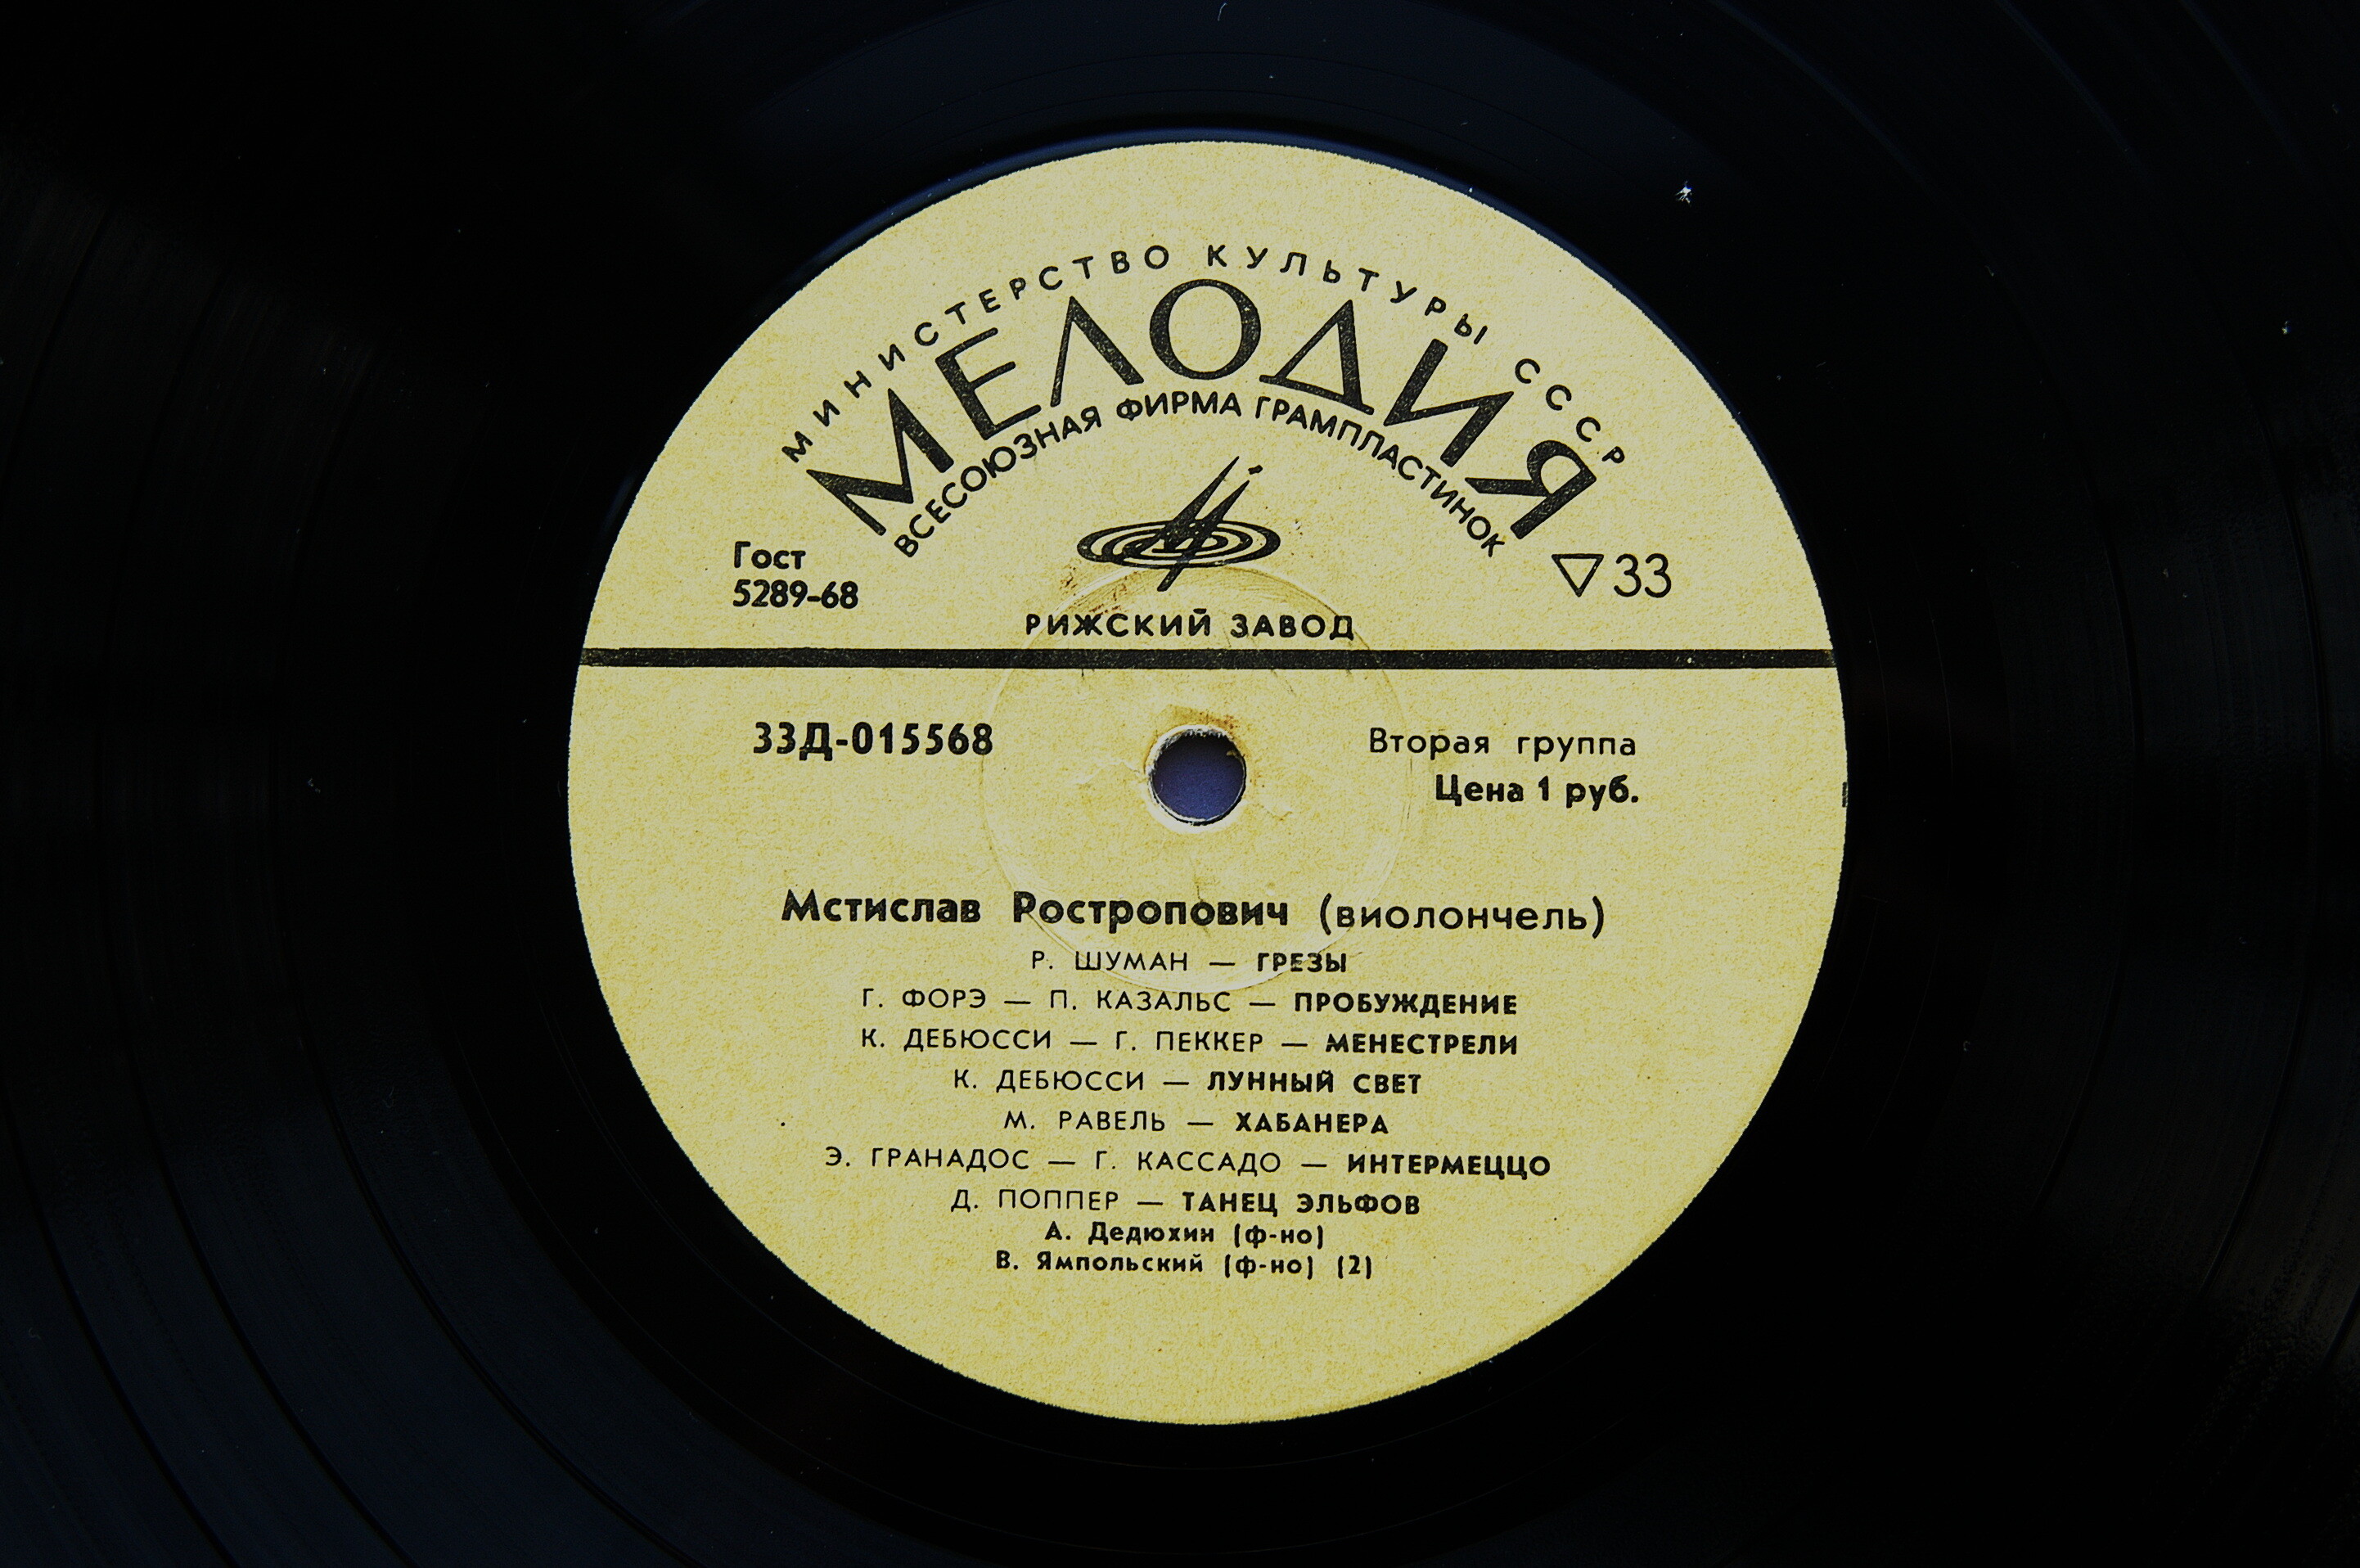 МИНИСТЕРСТВО КУЛЬТУРЫ СССР
МЕЛОДИЯ
ВСЕСОЮЗНАЯ ФИРМА ГРАМПЛАСТИНОК
Гост
5289-68
▽33
РИЖСКИЙ ЗАВОД
33Д-015568
Вторая группа
Цена 1 руб.
Мстислав Ростропович (виолончель)
Р. ШУМАН — ГРЕЗЫ
Г. ФОРЭ — П. КАЗАЛЬС — ПРОБУЖДЕНИЕ
К. ДЕБЮССИ — Г. ПЕККЕР — МЕНЕСТРЕЛИ
К. ДЕБЮССИ — ЛУННЫЙ СВЕТ
М. РАВЕЛЬ — ХАБАНЕРА
Э. ГРАНАДОС — Г. КАССАДО — ИНТЕРМЕЦЦО
Д. ПОППЕР — ТАНЕЦ ЭЛЬФОВ
А. Дедюхин (ф-но)
В. Ямпольский (ф-но) (2)